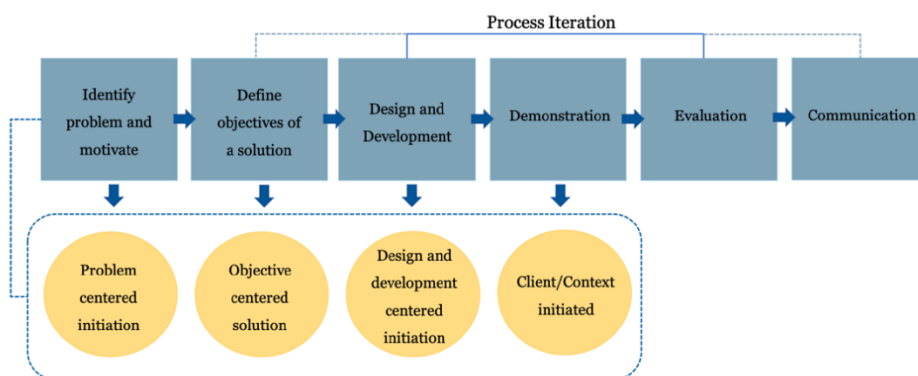 Process Iteration
Identify
problem and
motivate
Define
objectives of
a solution
Design and
Development
Demonstration
Evaluation
Communication
Problem
centered
initiation
Objective
centered
solution
Design and
development
centered
initiation
Client/Context
initiated